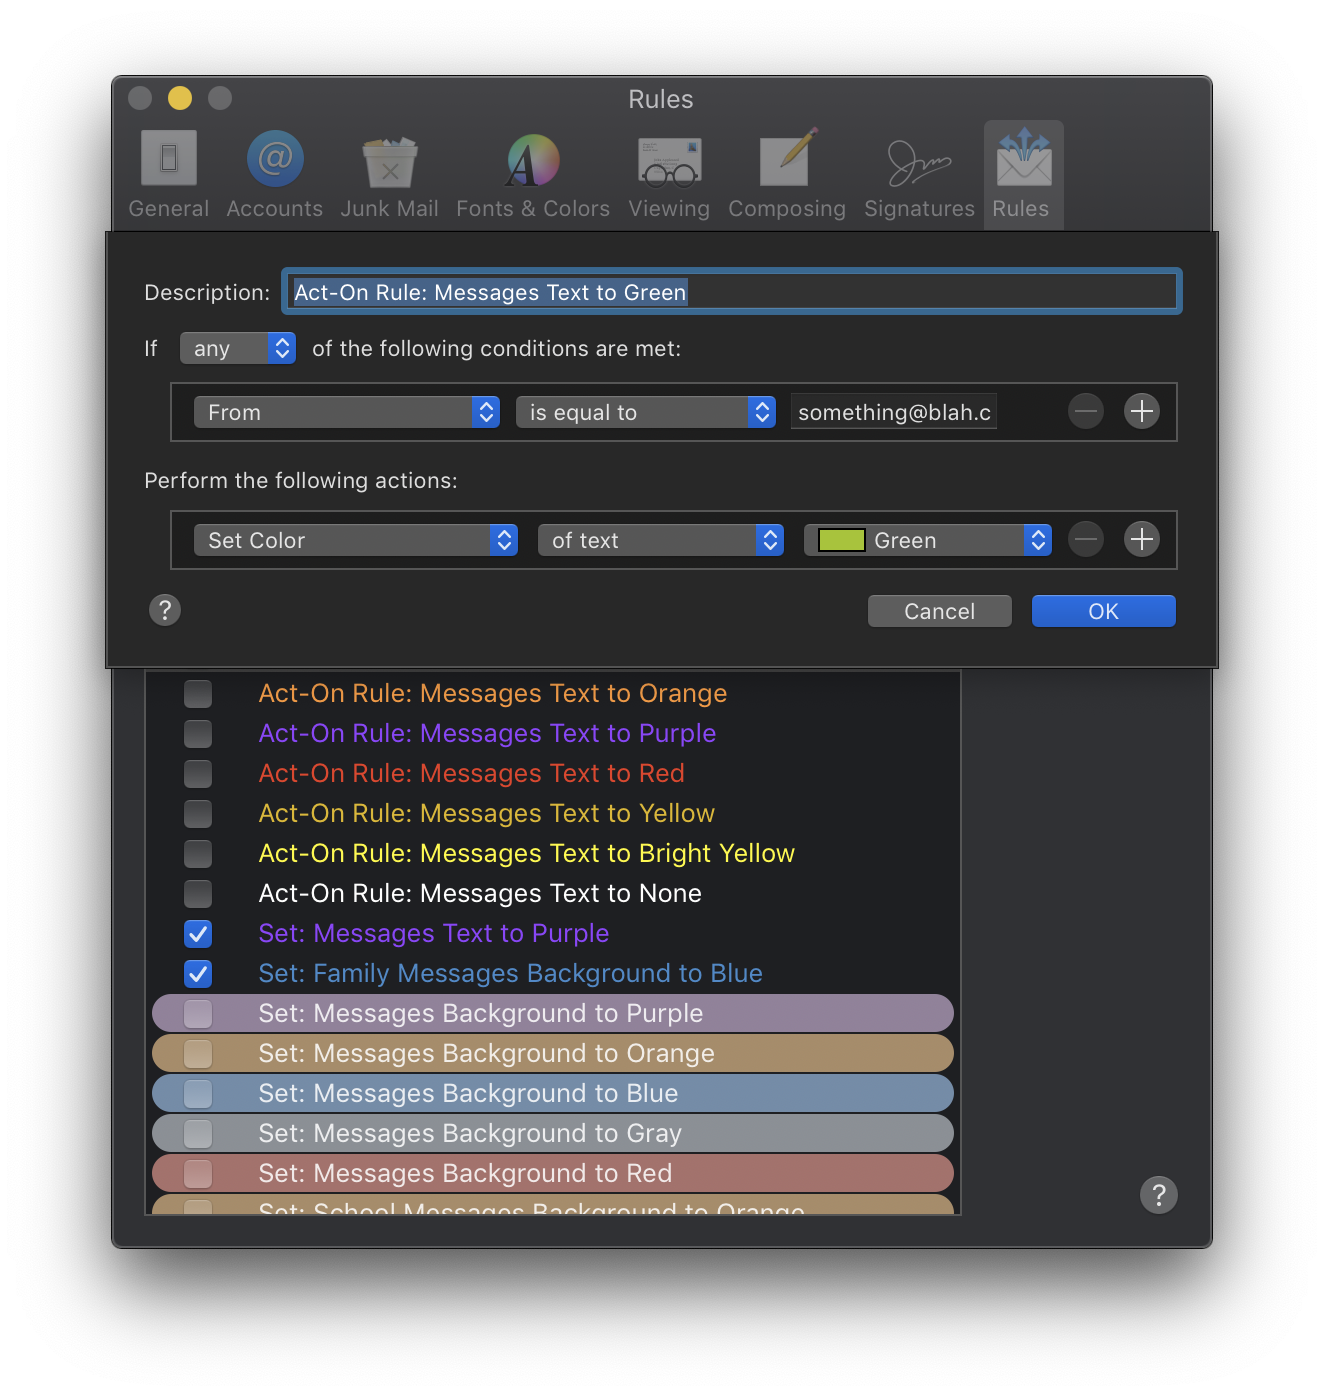 Rules
General Accounts Junk Mail Fonts & Colors Viewing Composing Signatures Rules
Description: Act-On Rule: Messages Text to Green
If any of the following conditions are met:
From is equal to something@blah.c
Perform the following actions:
Set Color of text Green
? Cancel OK
Act-On Rule: Messages Text to Orange
Act-On Rule: Messages Text to Purple
Act-On Rule: Messages Text to Red
Act-On Rule: Messages Text to Yellow
Act-On Rule: Messages Text to Bright Yellow
Act-On Rule: Messages Text to None
Set: Messages Text to Purple
Set: Family Messages Background to Blue
Set: Messages Background to Purple
Set: Messages Background to Orange
Set: Messages Background to Blue
Set: Messages Background to Gray
Set: Messages Background to Red
Set: School Messages Background to Orange
?